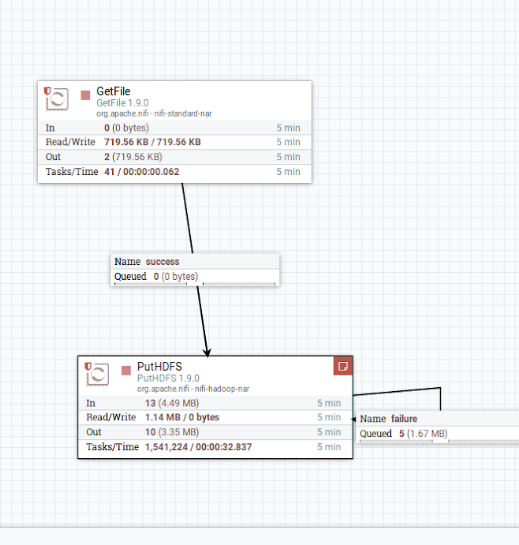 GetFile
GetFile 1.9.0
org.apache.nifi - nifi-standard-nar
In 0 (0 bytes) 5 min
Read/Write 719.56 KB / 719.56 KB 5 min
Out 2 (719.56 KB) 5 min
Tasks/Time 41 / 00:00:00.062 5 min
Name success
Queued 0 (0 bytes)
PutHDFS
PutHDFS 1.9.0
org.apache.nifi - nifi-hadoop-nar
In 13 (4.49 MB) 5 min
Read/Write 1.14 MB / 0 bytes 5 min
Out 10 (3.35 MB) 5 min
Tasks/Time 1,541,224 / 00:00:32.837 5 min
Name failure
Queued 5 (1.67 MB)